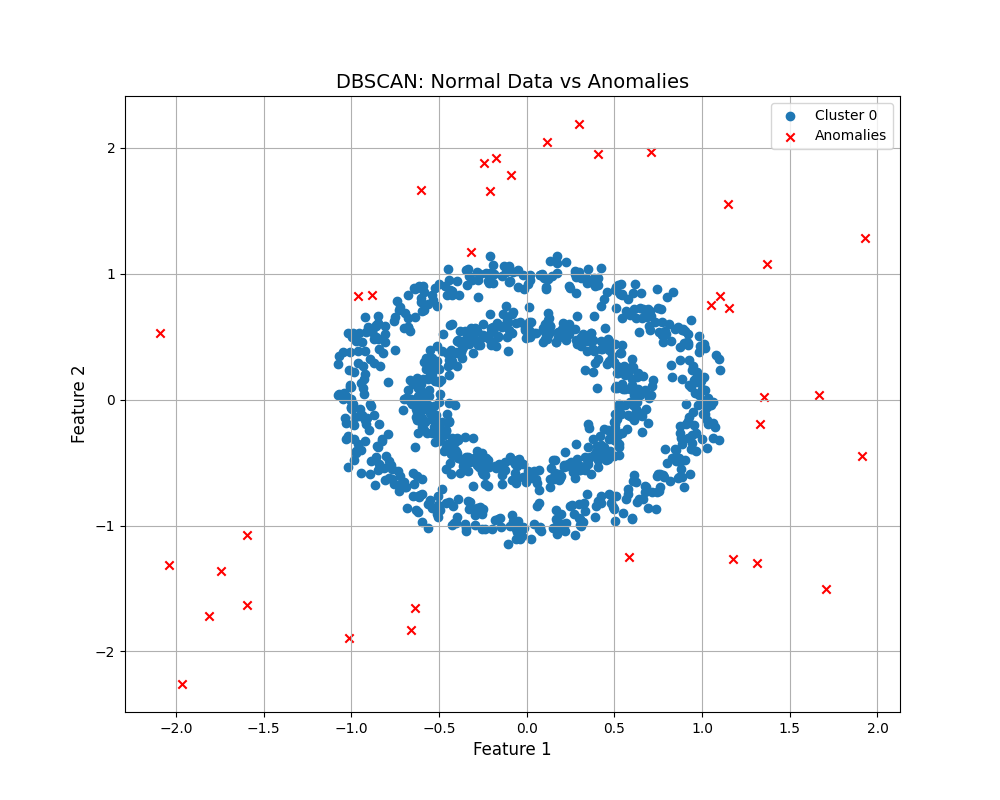 DBSCAN: Normal Data vs Anomalies
Cluster 0
Anomalies
Feature 2
2
1
0
−1
−2
−2.0 −1.5 −1.0 −0.5 0.0 0.5 1.0 1.5 2.0
Feature 1